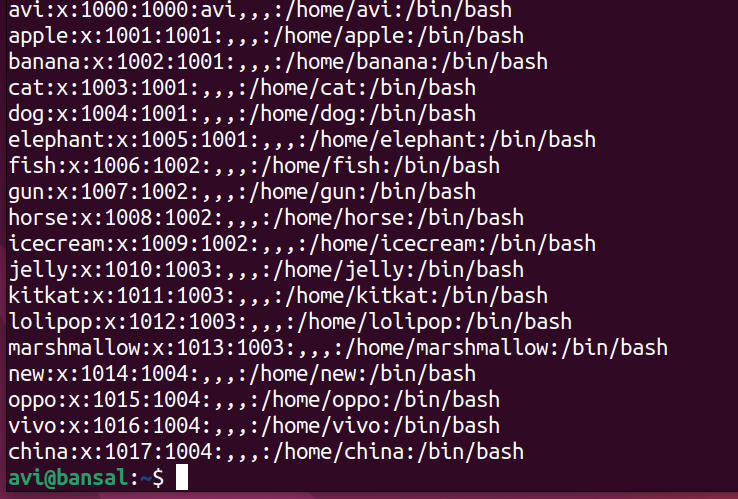 avi:x:1000:1000:avi,,,:/home/avi:/bin/bash
apple:x:1001:1001:,,,:/home/apple:/bin/bash
banana:x:1002:1001:,,,:/home/banana:/bin/bash
cat:x:1003:1001:,,,:/home/cat:/bin/bash
dog:x:1004:1001:,,,:/home/dog:/bin/bash
elephant:x:1005:1001:,,,:/home/elephant:/bin/bash
fish:x:1006:1002:,,,:/home/fish:/bin/bash
gun:x:1007:1002:,,,:/home/gun:/bin/bash
horse:x:1008:1002:,,,:/home/horse:/bin/bash
icecream:x:1009:1002:,,,:/home/icecream:/bin/bash
jelly:x:1010:1003:,,,:/home/jelly:/bin/bash
kitkat:x:1011:1003:,,,:/home/kitkat:/bin/bash
lolipop:x:1012:1003:,,,:/home/lolipop:/bin/bash
marshmallow:x:1013:1003:,,,:/home/marshmallow:/bin/bash
new:x:1014:1004:,,,:/home/new:/bin/bash
oppo:x:1015:1004:,,,:/home/oppo:/bin/bash
vivo:x:1016:1004:,,,:/home/vivo:/bin/bash
china:x:1017:1004:,,,:/home/china:/bin/bash
avi@bansal:~$